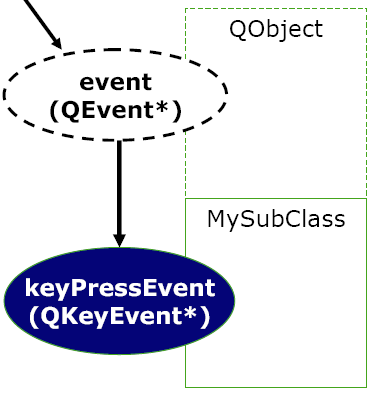 QObject
event
(QEvent*)
MySubClass
keyPressEvent
(QKeyEvent*)